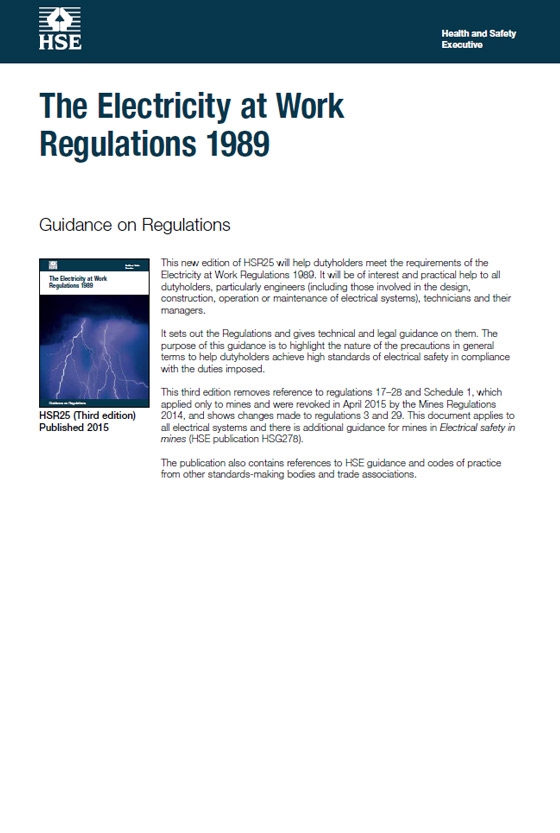 HSE
Health and Safety
Executive
The Electricity at Work
Regulations 1989
Guidance on Regulations
The Electricity at Work
Regulations 1989
Guidance on Regulations
HSR25 (Third edition)
Published 2015
This new edition of HSR25 will help dutyholders meet the requirements of the
Electricity at Work Regulations 1989. It will be of interest and practical help to all
dutyholders, particularly engineers (including those involved in the design,
construction, operation or maintenance of electrical systems), technicians and their
managers.
It sets out the Regulations and gives technical and legal guidance on them. The
purpose of this guidance is to highlight the nature of the precautions in general
terms to help dutyholders achieve high standards of electrical safety in compliance
with the duties imposed.
This third edition removes reference to regulations 17–28 and Schedule 1, which
applied only to mines and were revoked in April 2015 by the Mines Regulations
2014, and shows changes made to regulations 3 and 29. This document applies to
all electrical systems and there is additional guidance for mines in Electrical safety in
mines (HSE publication HSG278).
The publication also contains references to HSE guidance and codes of practice
from other standards-making bodies and trade associations.